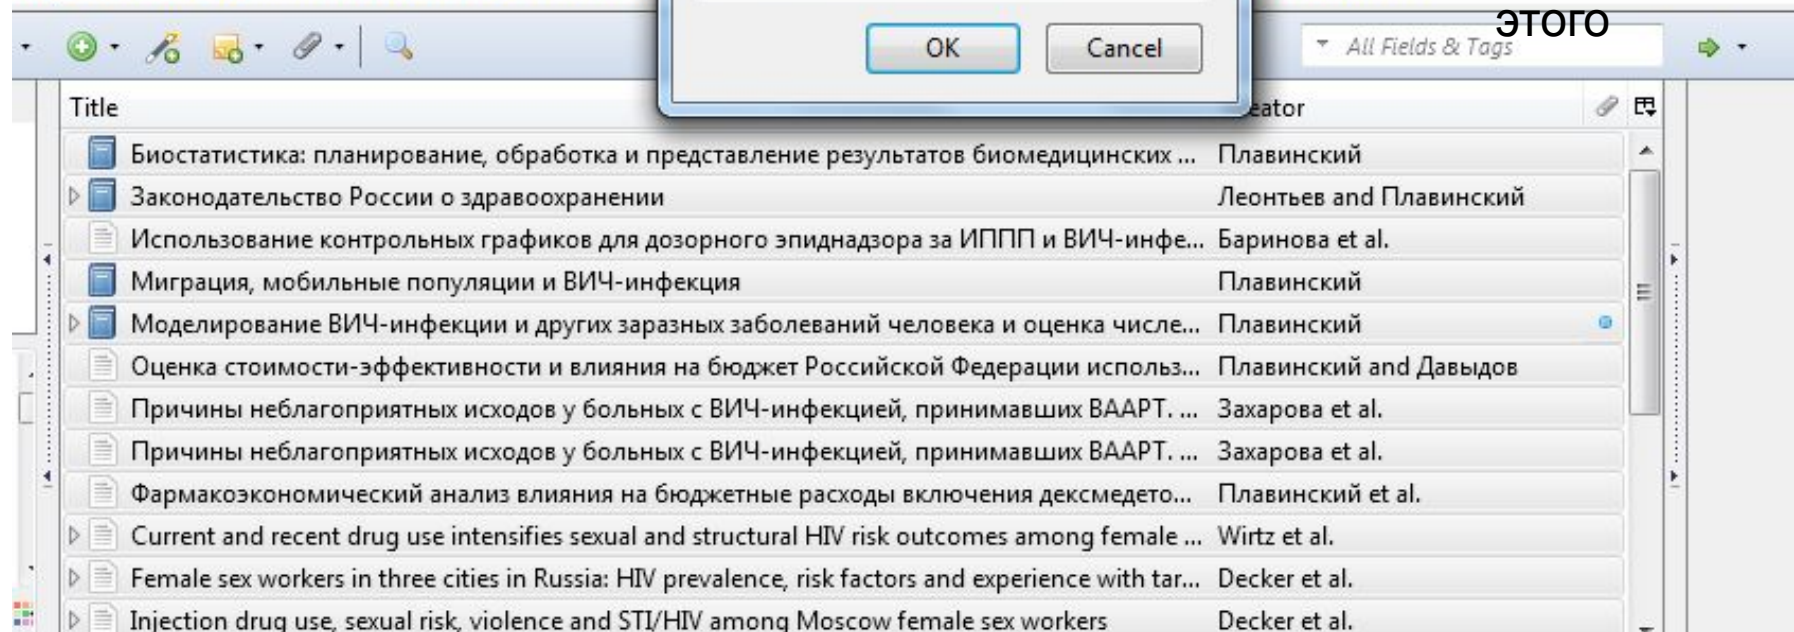 этого
OK Cancel
All Fields & Tags
Title eator
Биостатистика: планирование, обработка и представление результатов биомедицинских ... Плавинский
Законодательство России о здравоохранении Леонтьев and Плавинский
Использование контрольных графиков для дозорного эпиднадзора за ИППП и ВИЧ-инфе... Баринова et al.
Миграция, мобильные популяции и ВИЧ-инфекция Плавинский
Моделирование ВИЧ-инфекции и других заразных заболеваний человека и оценка числе... Плавинский
Оценка стоимости-эффективности и влияния на бюджет Российской Федерации использ... Плавинский and Давыдов
Причины неблагоприятных исходов у больных с ВИЧ-инфекцией, принимавших ВААРТ. ... Захарова et al.
Причины неблагоприятных исходов у больных с ВИЧ-инфекцией, принимавших ВААРТ. ... Захарова et al.
Фармакоэкономический анализ влияния на бюджетные расходы включения дексмедето... Плавинский et al.
Current and recent drug use intensifies sexual and structural HIV risk outcomes among female ... Wirtz et al.
Female sex workers in three cities in Russia: HIV prevalence, risk factors and experience with tar... Decker et al.
Injection drug use, sexual risk, violence and STI/HIV among Moscow female sex workers Decker et al.